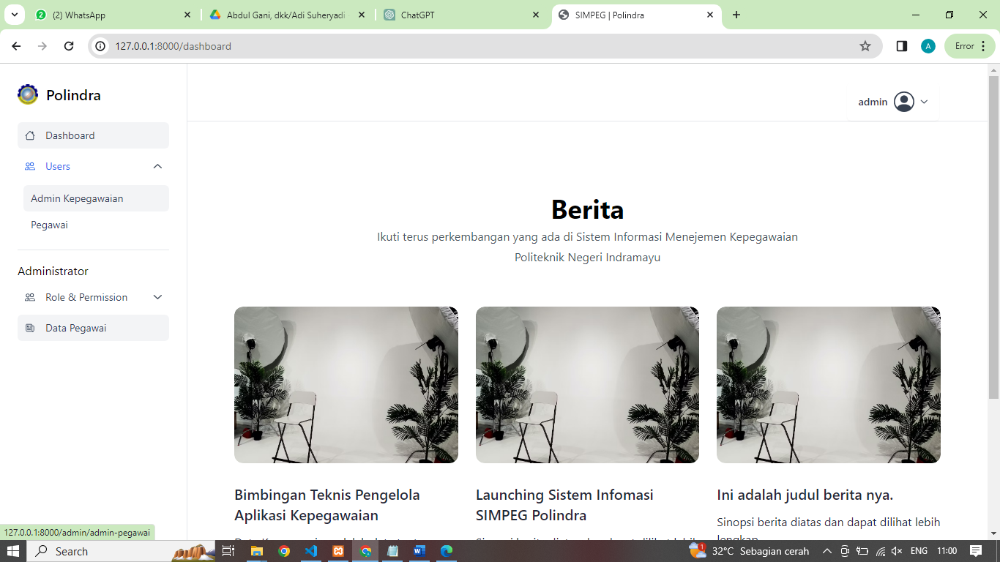 (2) WhatsApp
Abdul Gani, dkk/Adi Suheryadi
ChatGPT
SIMPEG | Polindra
127.0.0.1:8000/dashboard
A
Error
Polindra
admin
Dashboard
Users
Admin Kepegawaian
Pegawai
Administrator
Role & Permission
Data Pegawai
Berita
Ikuti terus perkembangan yang ada di Sistem Informasi Menejemen Kepegawaian
Politeknik Negeri Indramayu
Bimbingan Teknis Pengelola
Aplikasi Kepegawaian
Launching Sistem Infomasi
SIMPEG Polindra
Ini adalah judul berita nya.
Sinopsi berita diatas dan dapat dilihat lebih
lengkap
127.0.0.1:8000/admin/admin-pegawai
Search
1
32°C Sebagian cerah
ENG
11:00